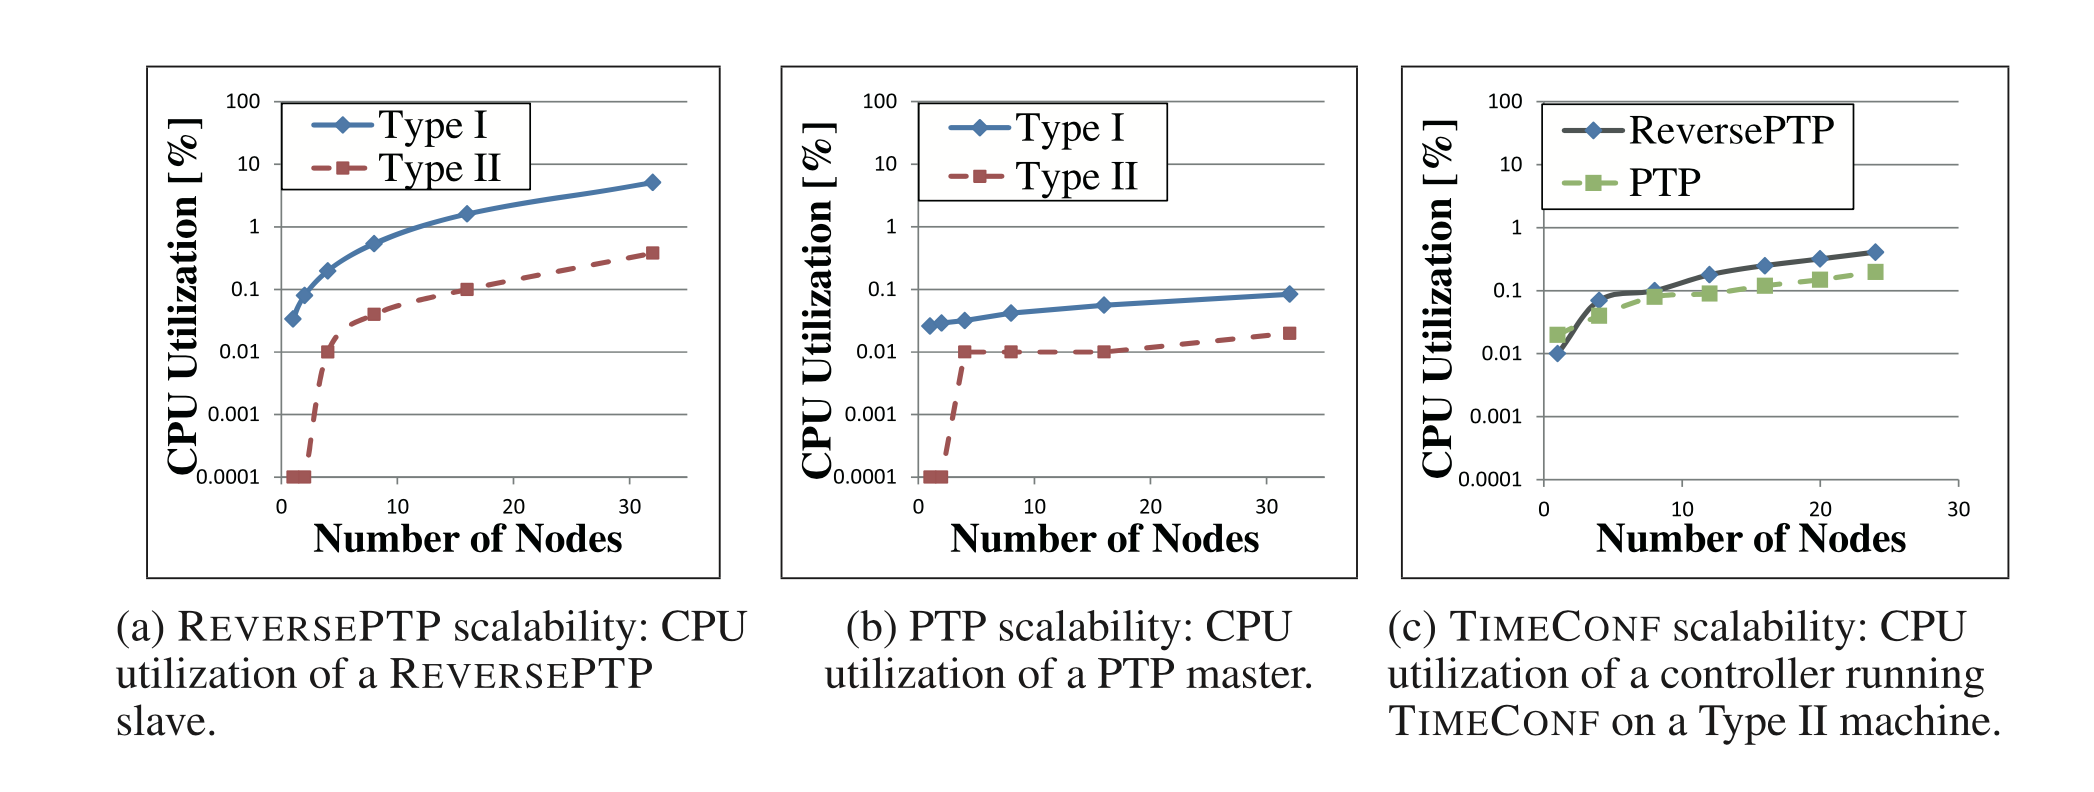 100
10
1
0.1
0.01
0.001
0.0001
CPU Utilization [%]
Type I
Type II
0 10 20 30
Number of Nodes
(a) REVERSEPTP scalability: CPU
utilization of a REVERSEPTP
slave.
100
10
1
0.1
0.01
0.001
0.0001
CPU Utilization [%]
Type I
Type II
0 10 20 30
Number of Nodes
(b) PTP scalability: CPU
utilization of a PTP master.
100
10
1
0.1
0.01
0.001
0.0001
CPU Utilization [%]
ReversePTP
PTP
0 10 20 30
Number of Nodes
(c) TIMECONF scalability: CPU
utilization of a controller running
TIMECONF on a Type II machine.